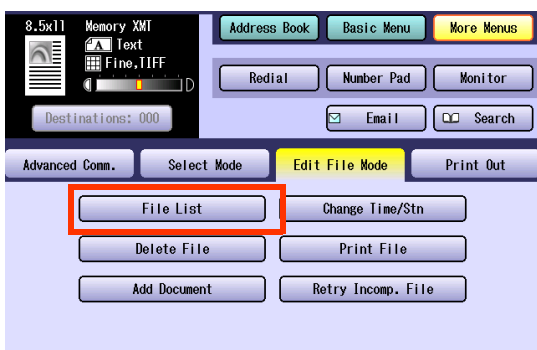 8.5x11 Memory XMT
A Text
Fine,TIFF
D
Destinations: 000
Address Book Basic Menu More Menus
Redial Number Pad Monitor
Email Search
Advanced Comm. Select Mode Edit File Mode Print Out
File List Change Time/Stn
Delete File Print File
Add Document Retry Incomp. File